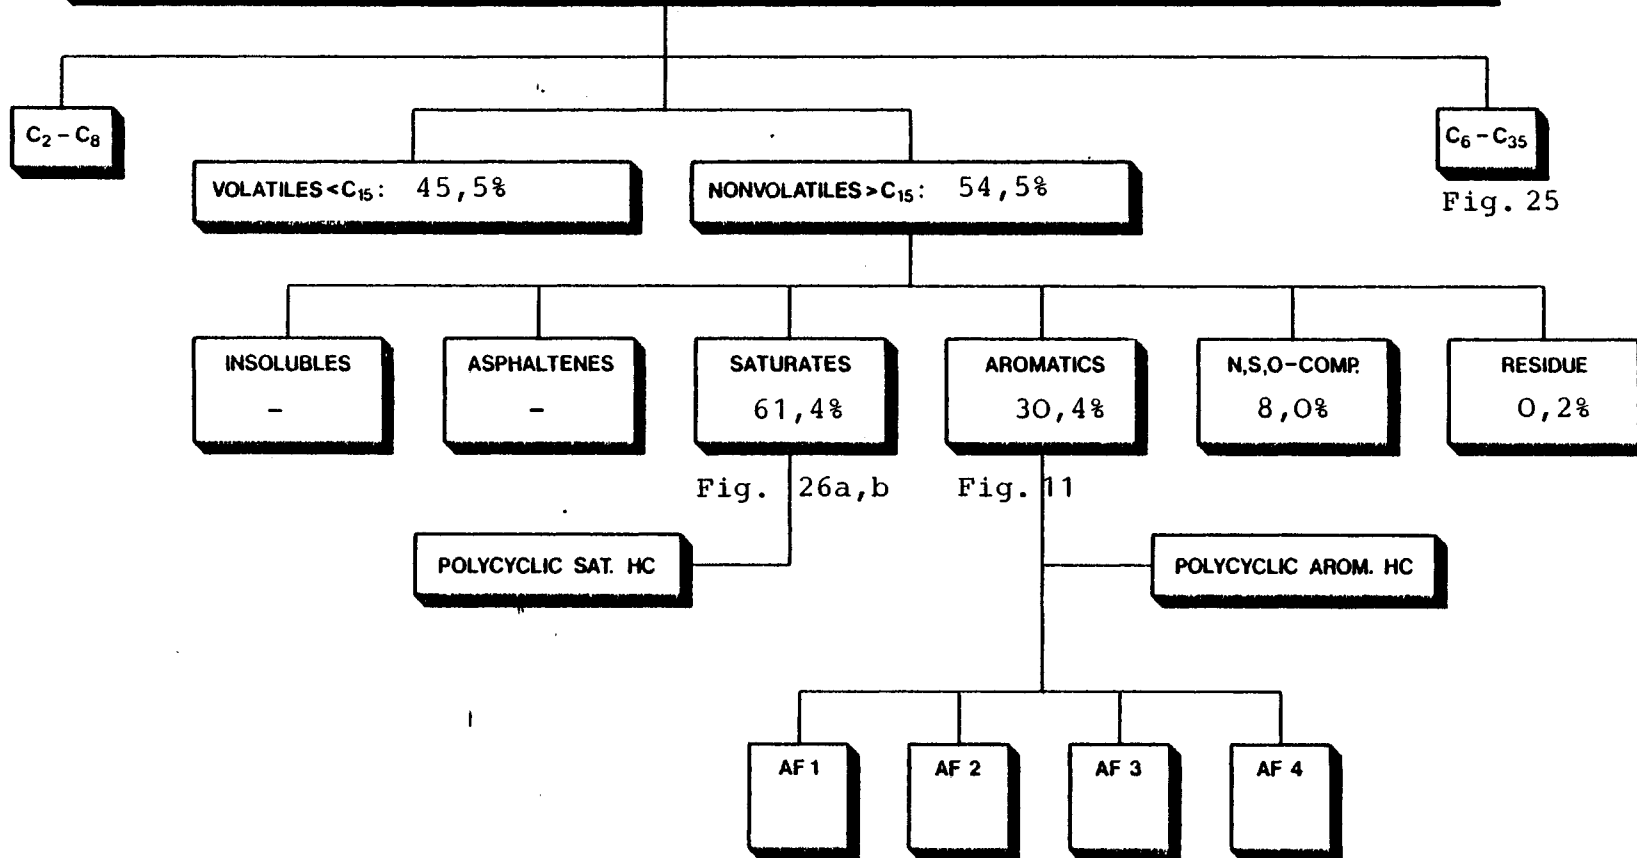 C2 – C8
C6 – C35
VOLATILES < C15: 45,5%
NONVOLATILES > C15: 54,5%
Fig. 25
INSOLUBLES
–
ASPHALTENES
–
SATURATES
61,4%
AROMATICS
30,4%
N,S,O–COMP.
8,0%
RESIDUE
0,2%
Fig. 26a,b
Fig. 11
POLYCYCLIC SAT. HC
POLYCYCLIC AROM. HC
AF 1
AF 2
AF 3
AF 4